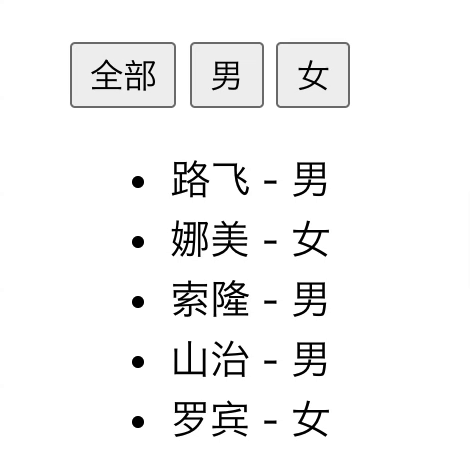 全部 男 女
路飞 - 男
娜美 - 女
索隆 - 男
山治 - 男
罗宾 - 女